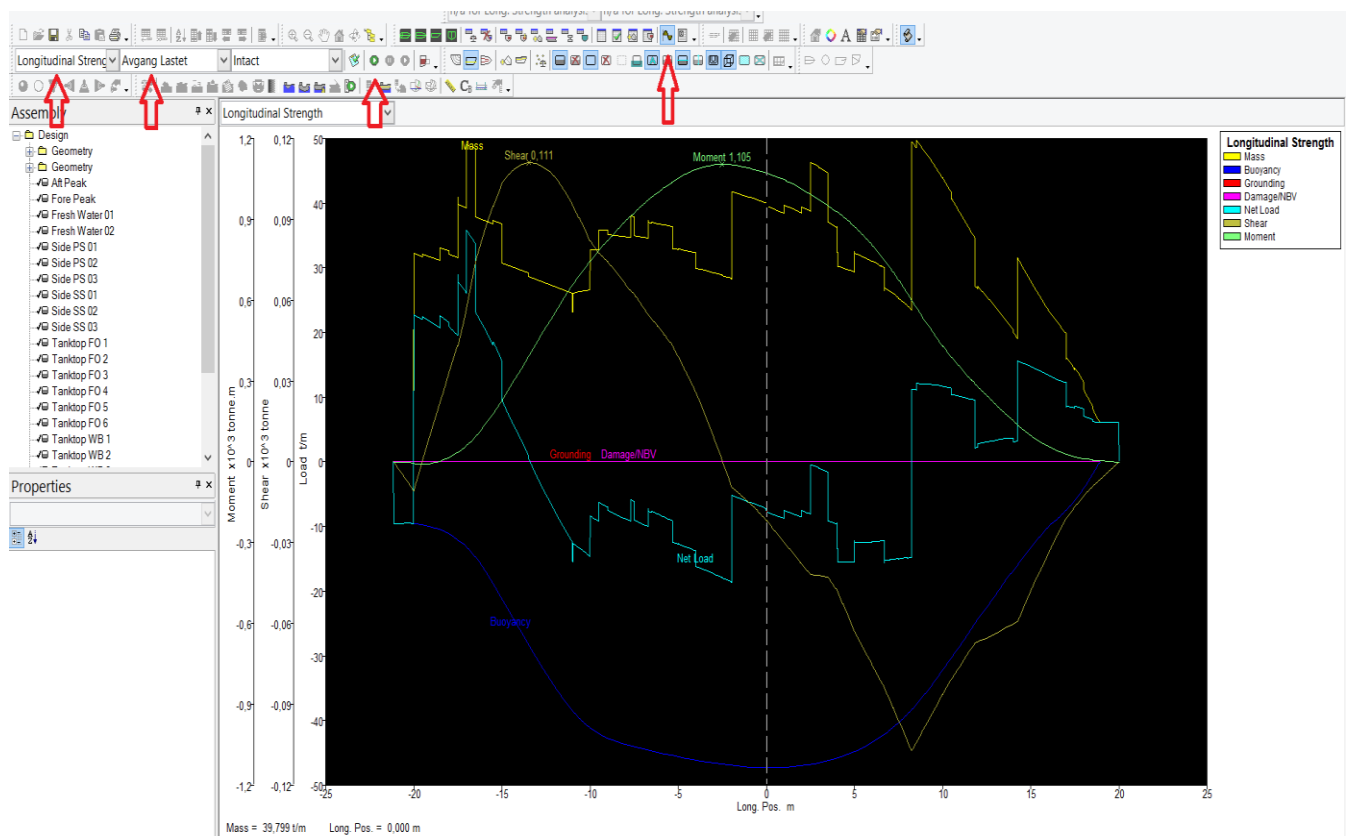 n/a for Long. Strength analys. n/a for Long. Strength analys.
Longitudinal Streng Avgang Lastet Intact
Assembly
Longitudinal Strength
Design
Geometry
Geometry
Aft Peak
Fore Peak
Fresh Water 01
Fresh Water 02
Side PS 01
Side PS 02
Side PS 03
Side SS 01
Side SS 02
Side SS 03
Tanktop FO 1
Tanktop FO 2
Tanktop FO 3
Tanktop FO 4
Tanktop FO 5
Tanktop FO 6
Tanktop WB 1
Tanktop WB 2
Properties
Moment x10^3 tonne.m
1,2
0,9
0,6
0,3
0
-0,3
-0,6
-0,9
-1,2
Shear x10^3 tonne
0,12
0,09
0,06
0,03
0
-0,03
-0,06
-0,09
-0,12
Load t/m
50
40
30
20
10
0
-10
-20
-30
-40
-50
Mass
Shear 0,111
Moment 1,105
Grounding Damage/NBV
Net Load
Buoyancy
-25 -20 -15 -10 -5 0 5 10 15 20 25
Long. Pos. m
Longitudinal Strength
Mass
Buoyancy
Grounding
Damage/NBV
Net Load
Shear
Moment
Mass = 39,799 t/m Long. Pos. = 0,000 m